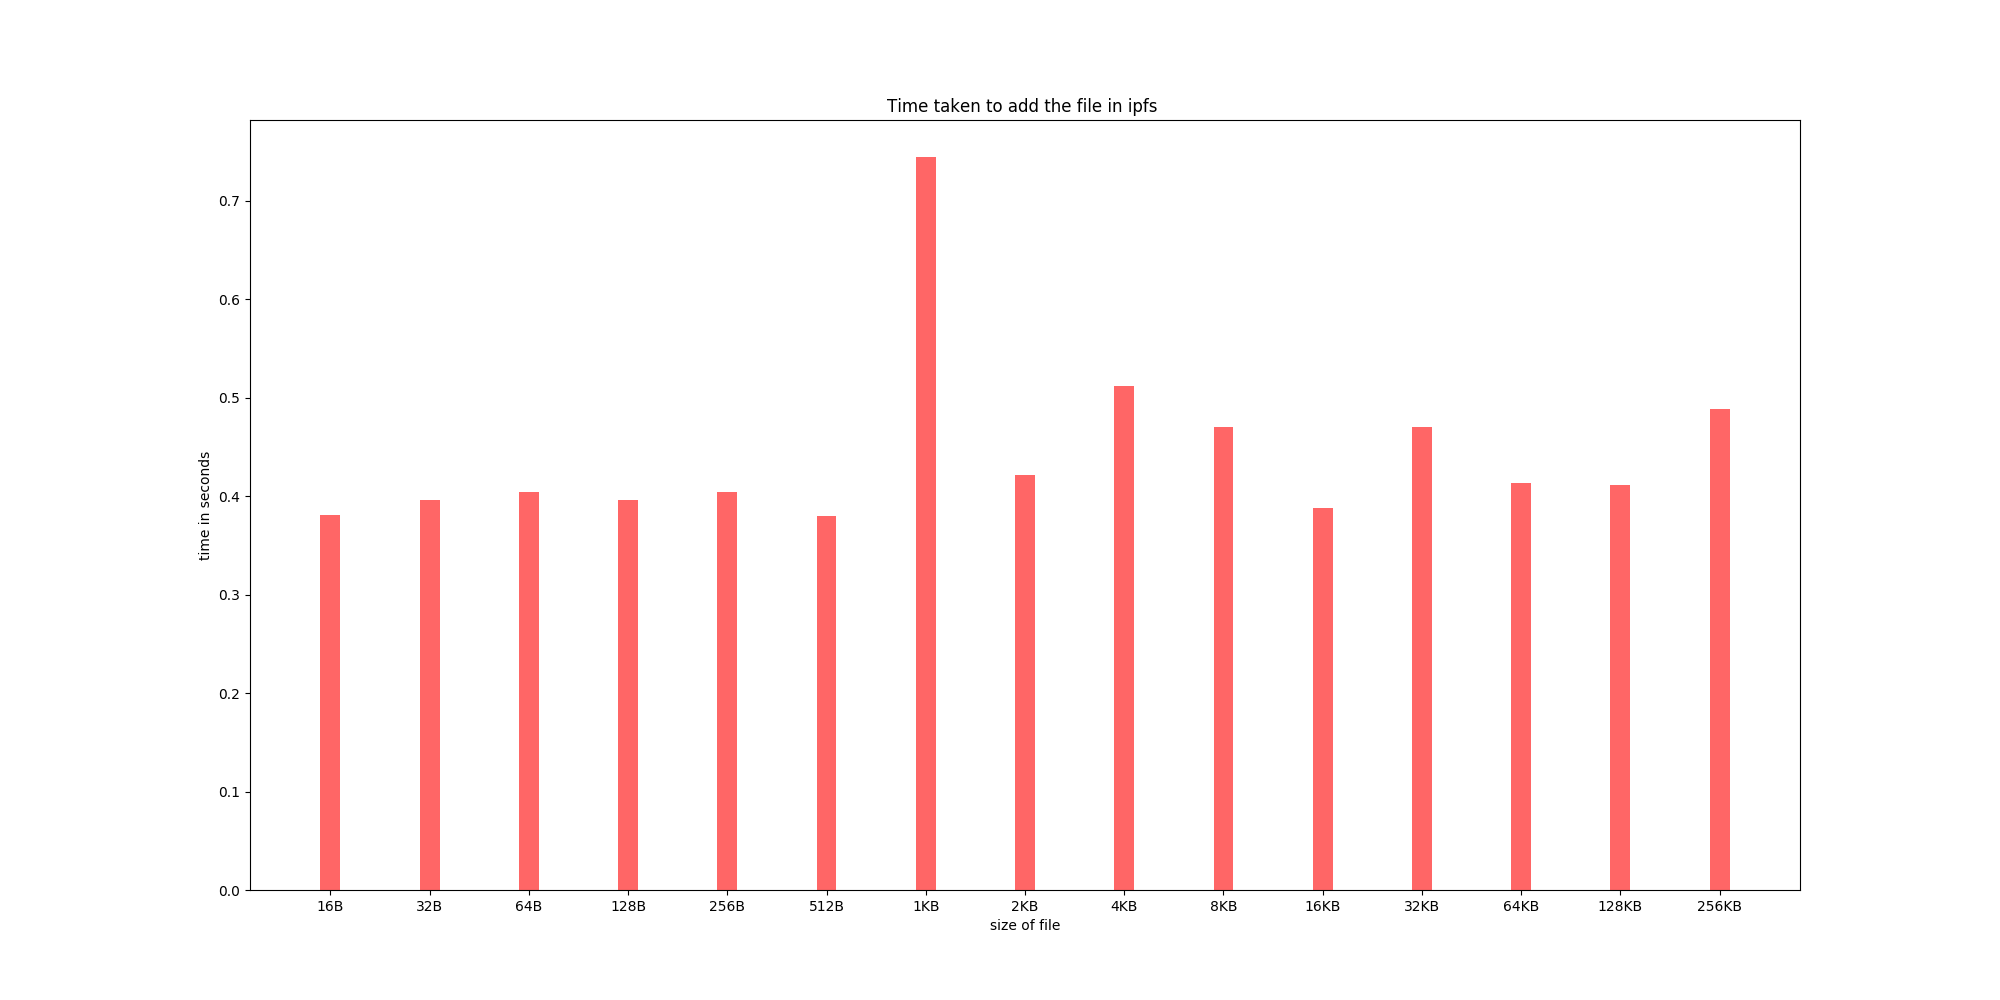 Time taken to add the file in ipfs
time in seconds
0.7
0.6
0.5
0.4
0.3
0.2
0.1
0.0
16B 32B 64B 128B 256B 512B 1KB 2KB 4KB 8KB 16KB 32KB 64KB 128KB 256KB
size of file